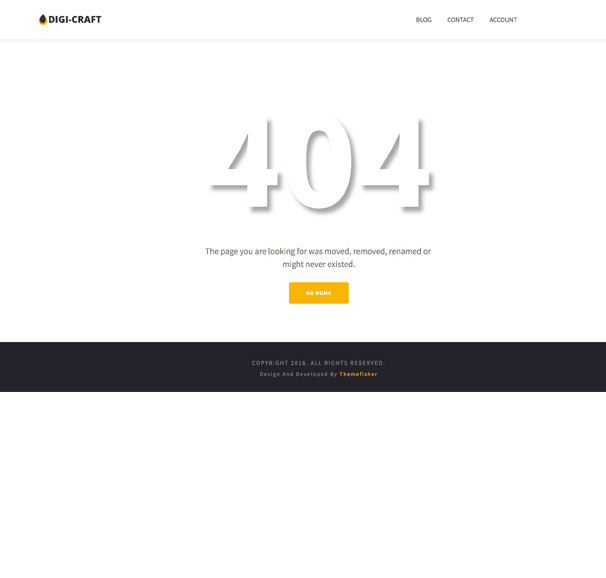 DIGI-CRAFT
BLOG CONTACT ACCOUNT
404
The page you are looking for was moved, removed, renamed or
might never existed.
GO HOME
COPYRIGHT 2016. ALL RIGHTS RESERVED.
Design And Developed By Themefisher